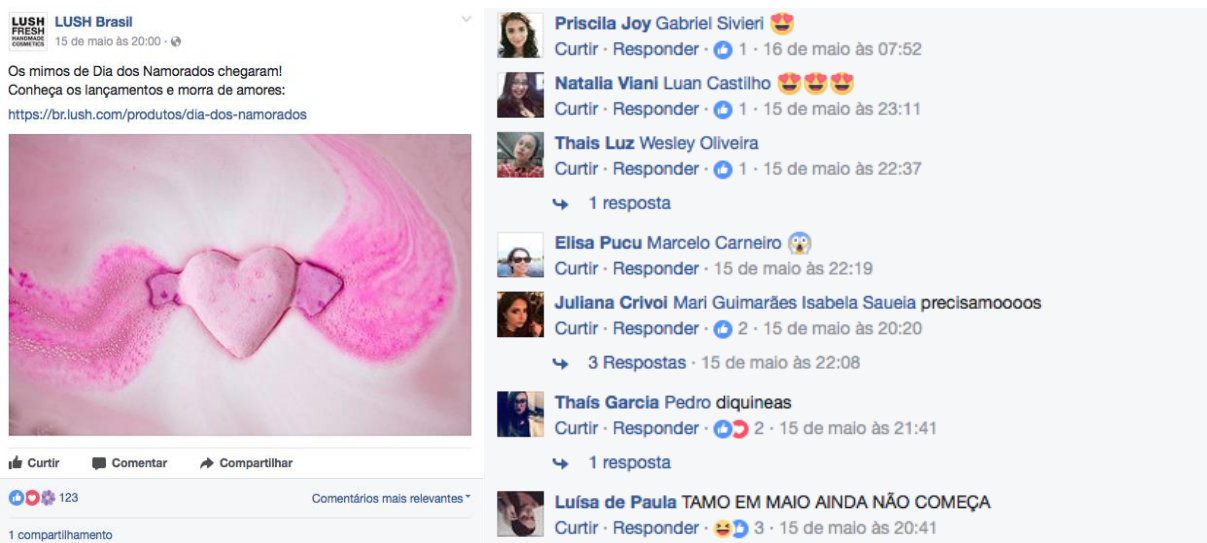 LUSH
FRESH
HANDMADE
COSMETICS
LUSH Brasil
15 de maio às 20:00 ·
Os mimos de Dia dos Namorados chegaram!
Conheça os lançamentos e morra de amores:
https://br.lush.com/produtos/dia-dos-namorados
Curtir Comentar Compartilhar
123 Comentários mais relevantes
1 compartilhamento
Priscila Joy Gabriel Sivieri 😍
Curtir · Responder · 1 · 16 de maio às 07:52
Natalia Viani Luan Castilho 😍😍😍
Curtir · Responder · 1 · 15 de maio às 23:11
Thais Luz Wesley Oliveira
Curtir · Responder · 1 · 15 de maio às 22:37
1 resposta
Elisa Pucu Marcelo Carneiro 😱
Curtir · Responder · 15 de maio às 22:19
Juliana Crivoi Mari Guimarães Isabela Saueia precisamoooos
Curtir · Responder · 2 · 15 de maio às 20:20
3 Respostas · 15 de maio às 22:08
Thaís Garcia Pedro diquineas
Curtir · Responder · 2 · 15 de maio às 21:41
1 resposta
Luísa de Paula TAMO EM MAIO AINDA NÃO COMEÇA
Curtir · Responder · 3 · 15 de maio às 20:41